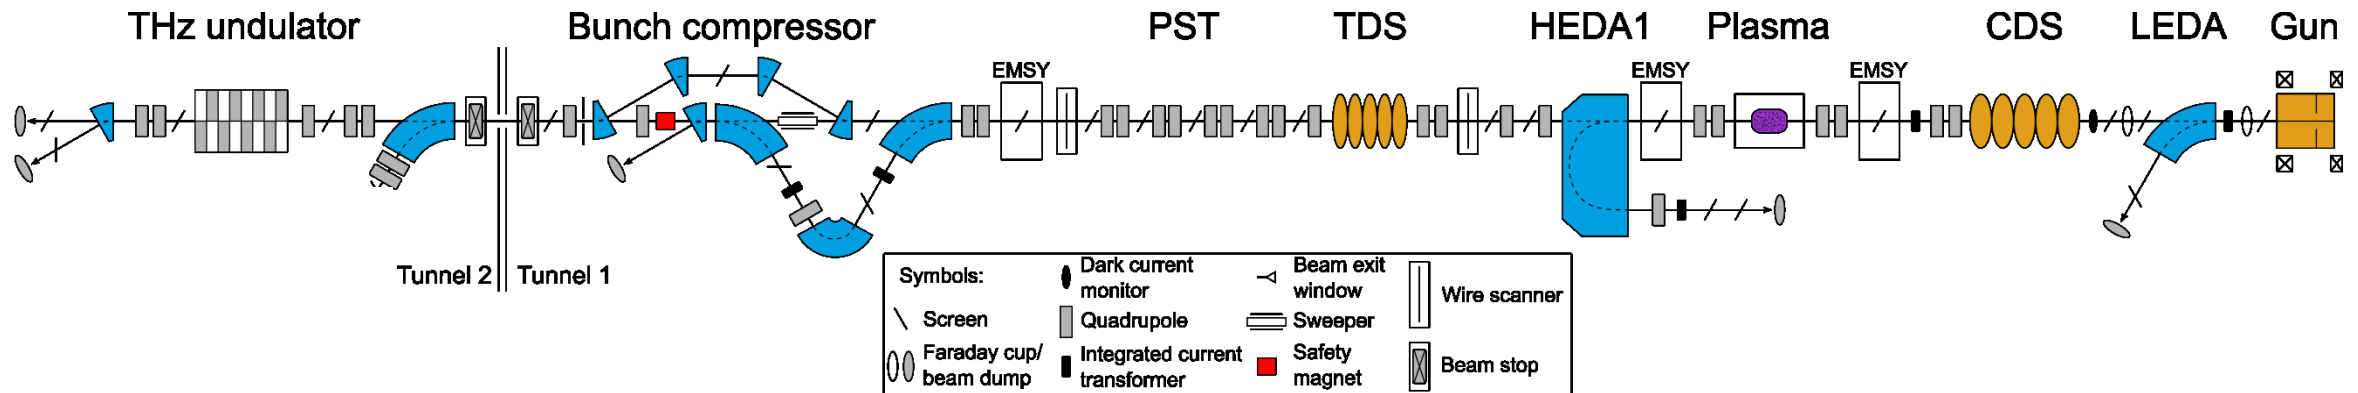 THz undulator
Bunch compressor
PST
TDS
HEDA1
Plasma
CDS
LEDA
Gun
EMSY
EMSY
EMSY
Tunnel 2
Tunnel 1
Symbols:
Screen
Faraday cup/
beam dump
Dark current
monitor
Quadrupole
Integrated current
transformer
Beam exit
window
Sweeper
Safety
magnet
Wire scanner
Beam stop